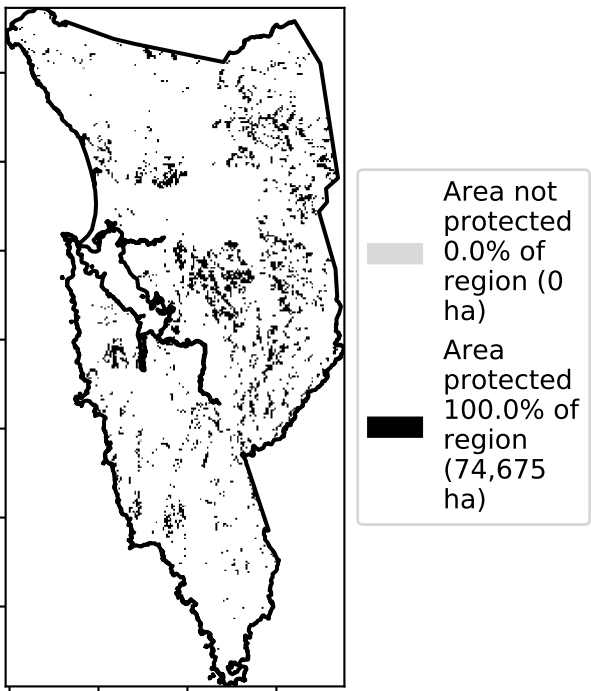 Area not
protected
0.0% of
region (0
ha)
Area
protected
100.0% of
region
(74,675
ha)